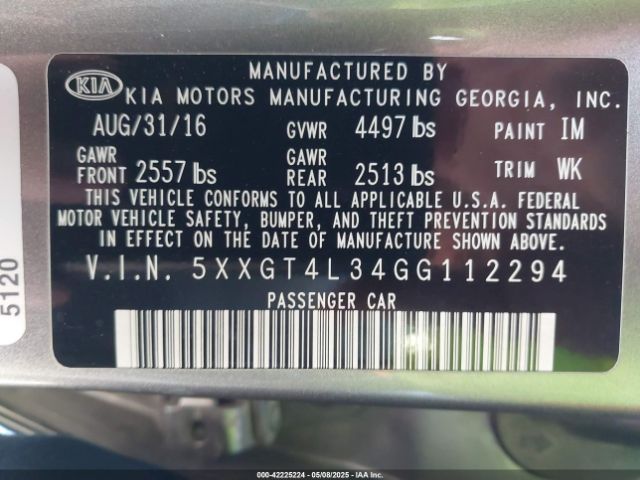 MANUFACTURED BY
KIA KIA MOTORS MANUFACTURING GEORGIA, INC.
AUG/31/16 GVWR 4497 lbs PAINT IM
GAWR FRONT 2557 lbs GAWR REAR 2513 lbs TRIM WK
THIS VEHICLE CONFORMS TO ALL APPLICABLE U.S.A. FEDERAL
MOTOR VEHICLE SAFETY, BUMPER, AND THEFT PREVENTION STANDARDS
IN EFFECT ON THE DATE OF MANUFACTURE SHOWN ABOVE.
V.I.N. 5XXGT4L34GG112294
PASSENGER CAR
5120
000-42225224 - 05/08/2025 - IAAI.COM